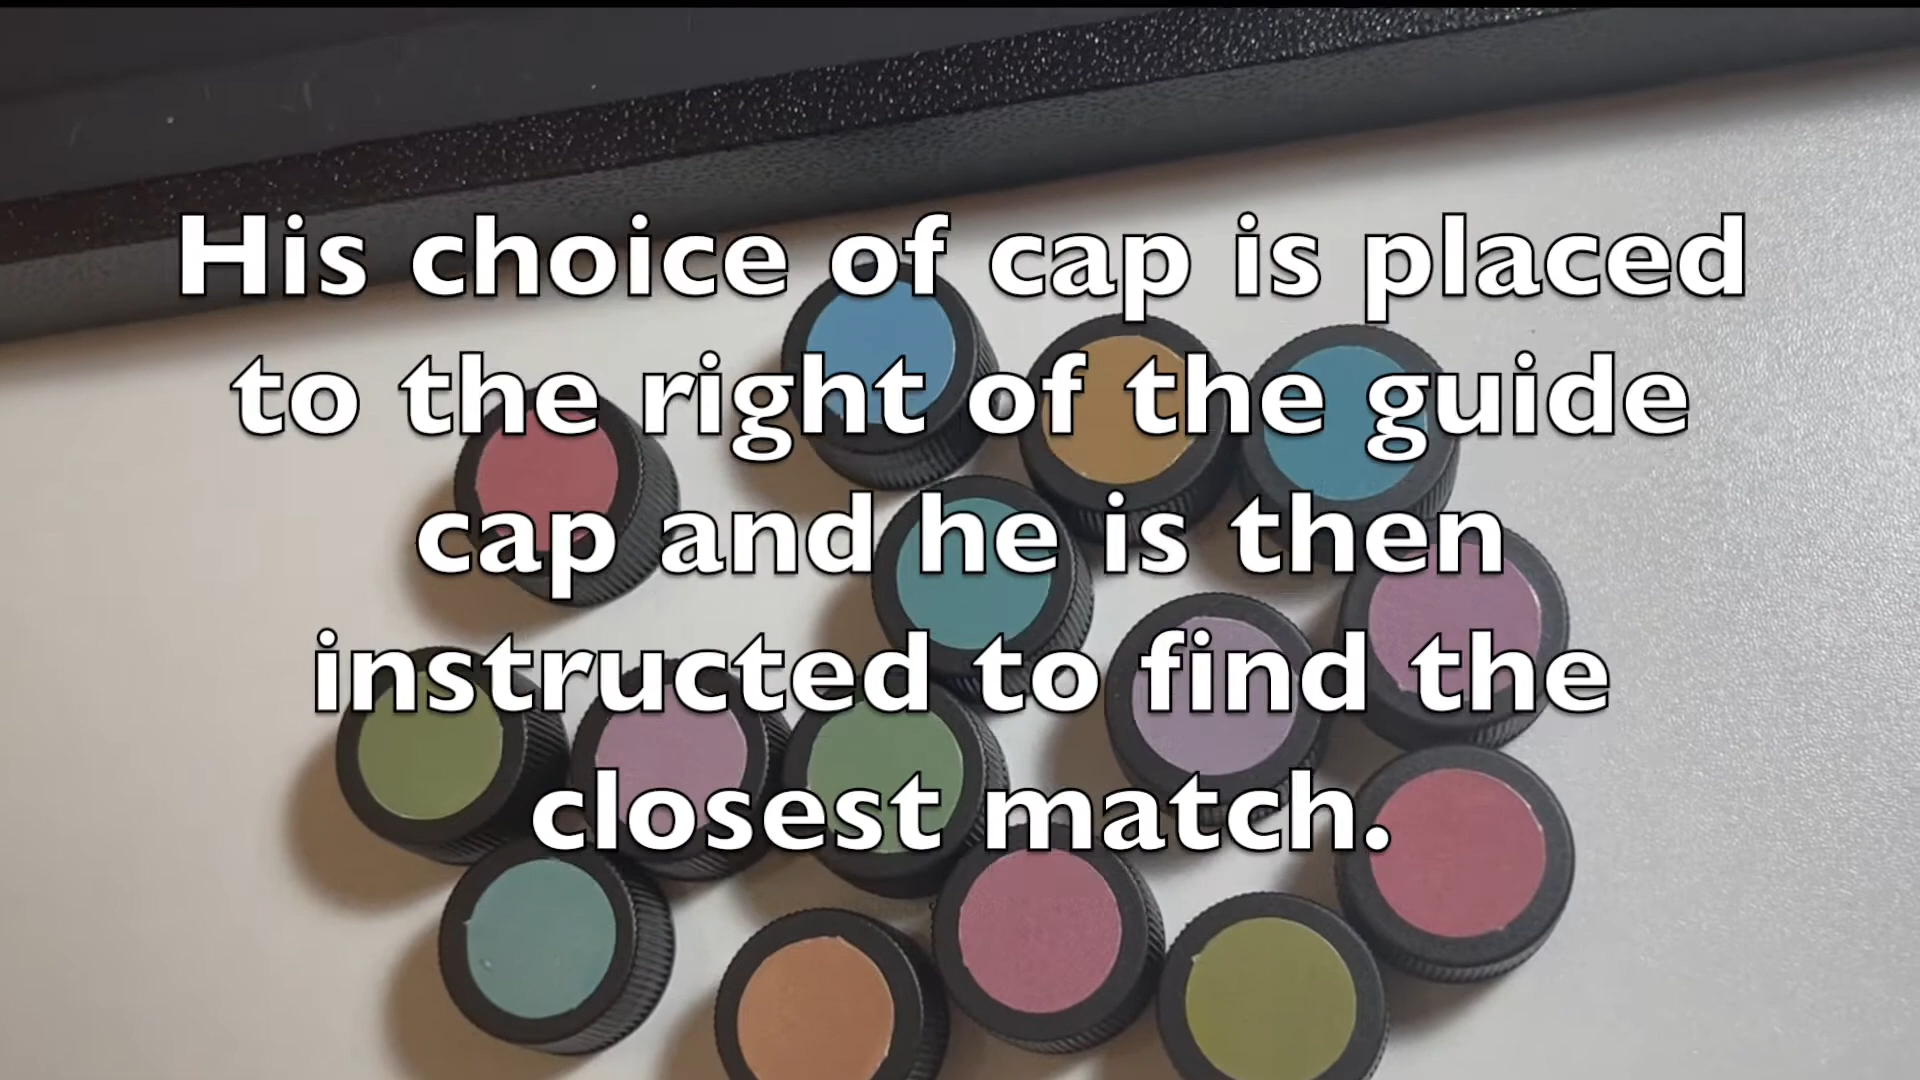 His choice of cap is placed
to the right of the guide
cap and he is then
instructed to find the
closest match.